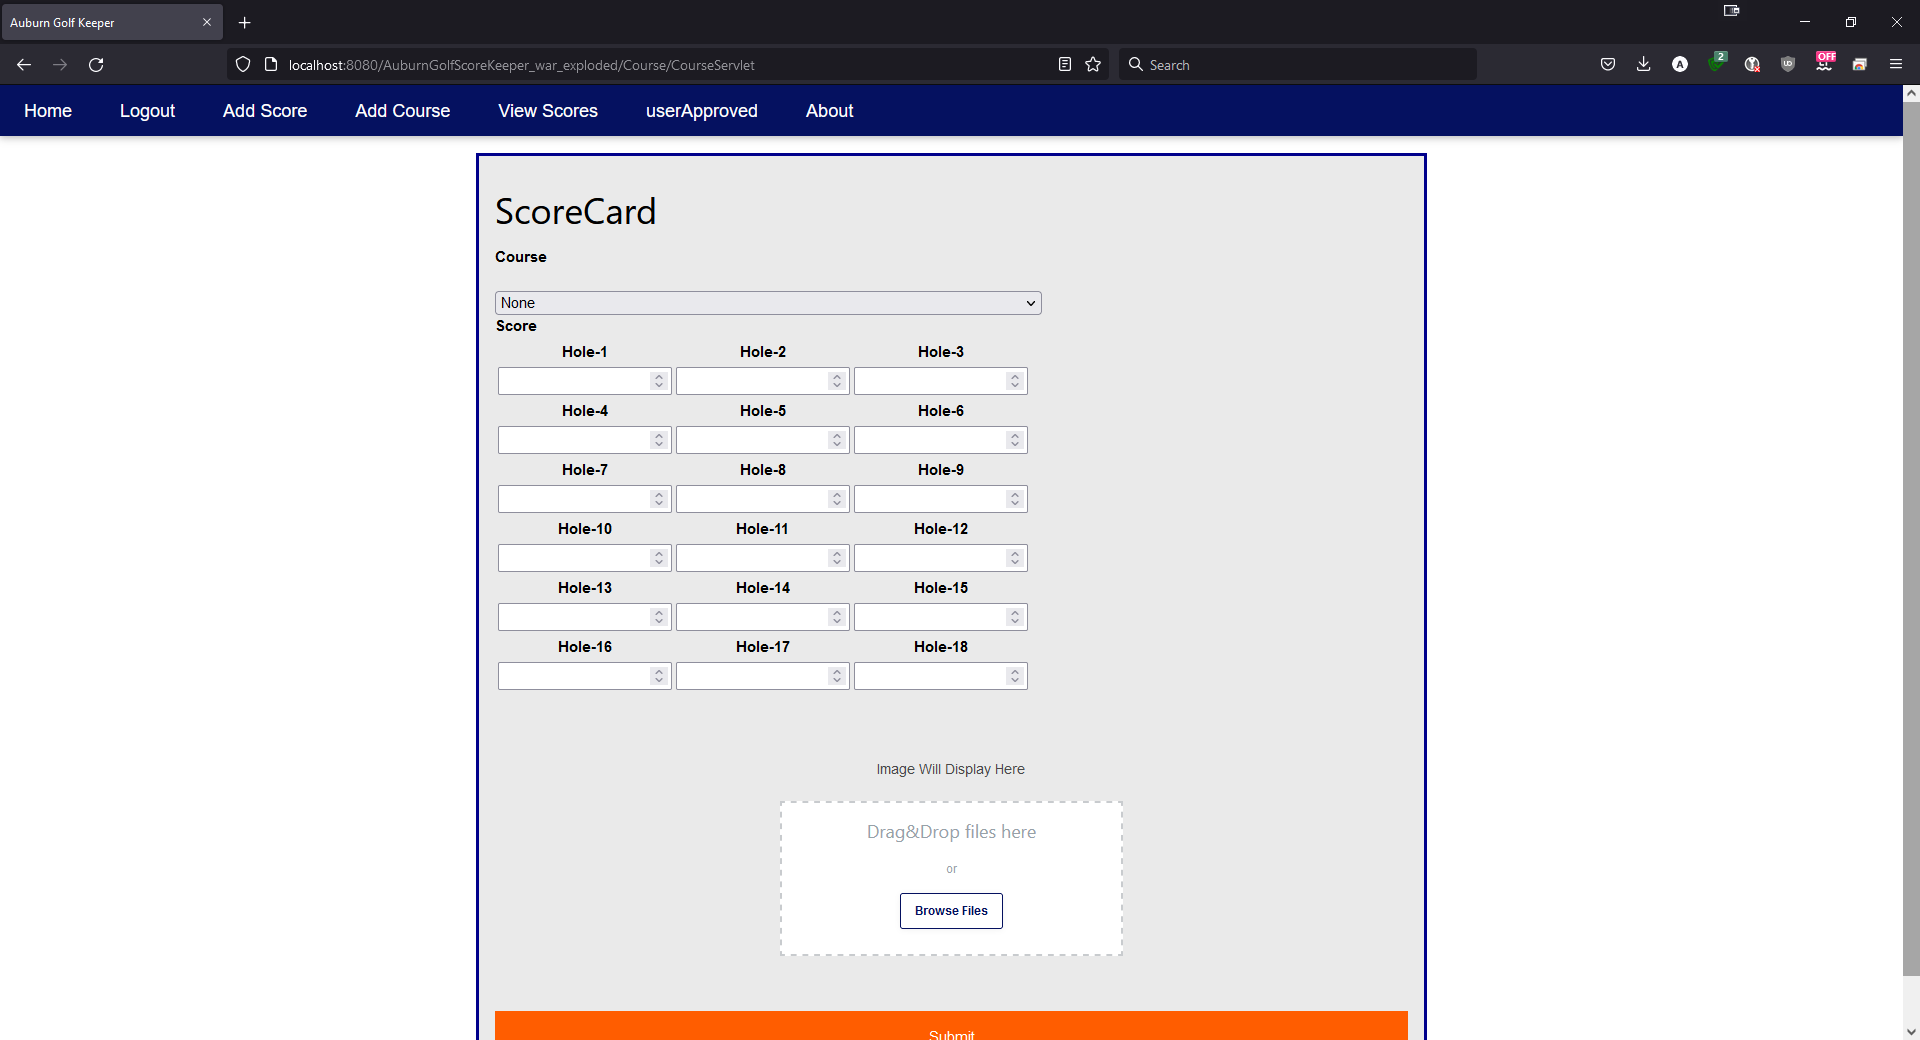 Auburn Golf Keeper
localhost:8080/AuburnGolfScoreKeeper_war_exploded/Course/CourseServlet
Search
2
OFF
Home Logout Add Score Add Course View Scores userApproved About
ScoreCard
Course
None
Score
Hole-1 Hole-2 Hole-3
Hole-4 Hole-5 Hole-6
Hole-7 Hole-8 Hole-9
Hole-10 Hole-11 Hole-12
Hole-13 Hole-14 Hole-15
Hole-16 Hole-17 Hole-18
Image Will Display Here
Drag&Drop files here
or
Browse Files
Submit